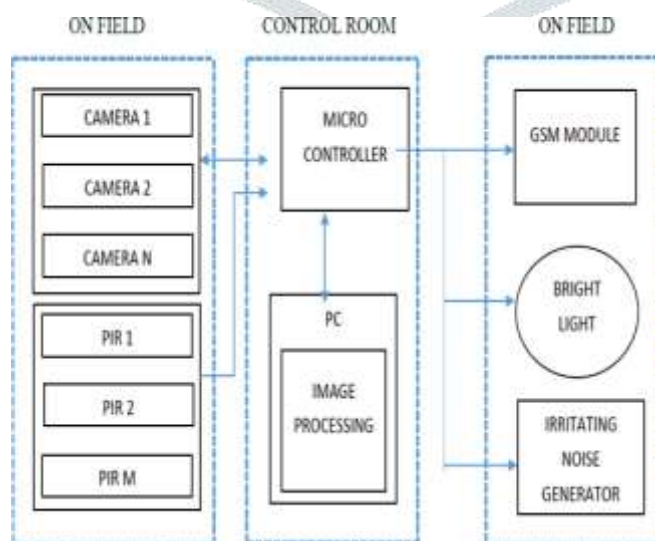 ON FIELD
CAMERA 1
CAMERA 2
CAMERA N
PIR 1
PIR 2
PIR M
CONTROL ROOM
MICRO
CONTROLLER
PC
IMAGE
PROCESSING
ON FIELD
GSM MODULE
BRIGHT
LIGHT
IRRITATING
NOISE
GENERATOR